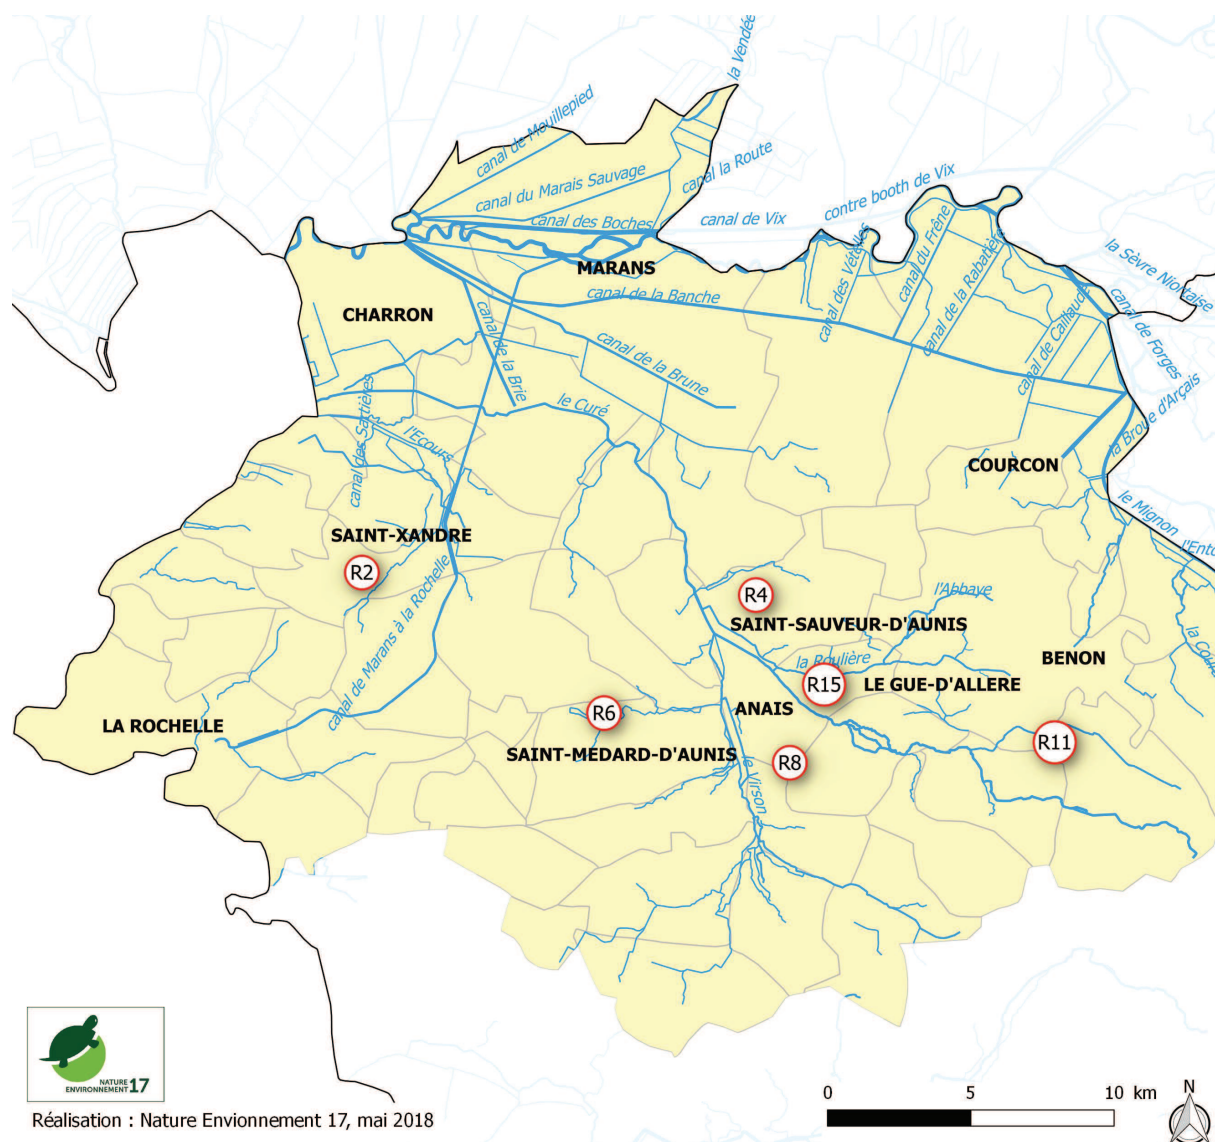 la Vendée
canal de Mouillepied
canal du Marais Sauvage
canal la Route
canal des Boches
canal de Vix
contre booth de Vix
MARANS
canal de la Banche
canal des Vételles
canal du Frêne
canal de la Rabatière
la Sèvre Niortaise
canal de Caillaude
canal de Forges
CHARRON
canal de la Brie
canal de la Brune
la Broue d'Arçais
le Curé
canal des Sartières
l'Ecours
COURCON
le Mignon
SAINT-XANDRE
R2
R4
l'Abbaye
SAINT-SAUVEUR-D'AUNIS
canal de Marans à la Rochelle
la Roulière
BENON
R15
LE GUE-D'ALLERE
LA ROCHELLE
R6
ANAIS
R11
SAINT-MEDARD-D'AUNIS
R8
le Virson
NATURE
ENVIRONNEMENT 17
0 5 10 km
N
Réalisation : Nature Envionnement 17, mai 2018